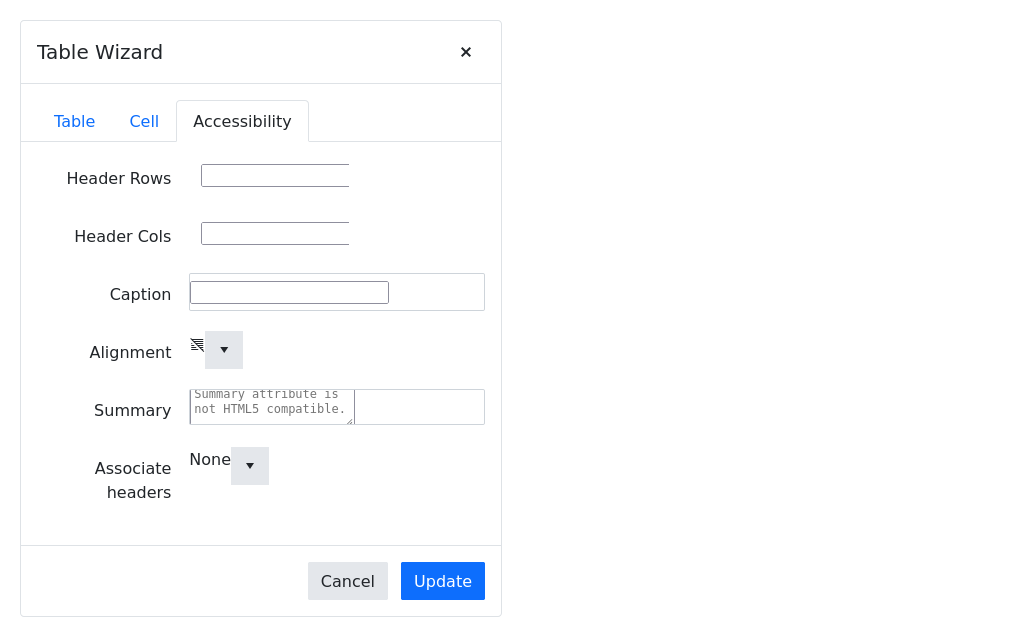 Table Wizard ×
Table Cell Accessibility
Header Rows
Header Cols
Caption
Alignment
Summary
Summary attribute is
not HTML5 compatible.
Associate
headers
None
Cancel Update